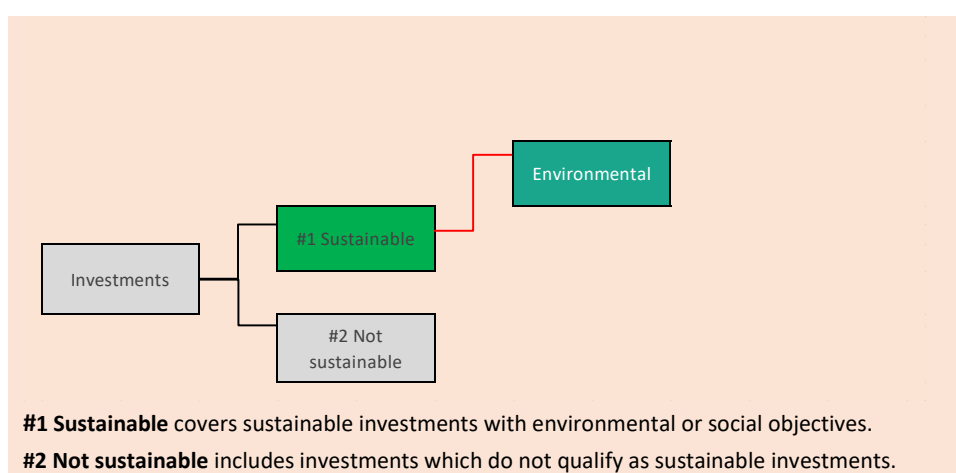 Environmental
#1 Sustainable
Investments
#2 Not
sustainable
#1 Sustainable covers sustainable investments with environmental or social objectives.
#2 Not sustainable includes investments which do not qualify as sustainable investments.